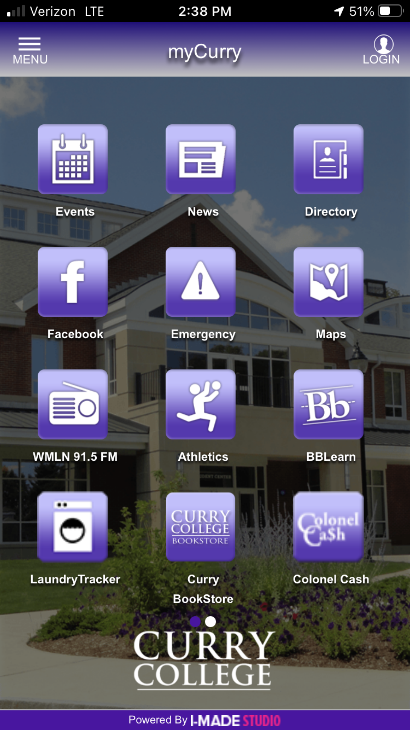 Verizon LTE 2:38 PM 51%
MENU myCurry LOGIN
Events News Directory
f
Facebook Emergency Maps
Bb
WMLN 91.5 FM Athletics BBLearn
CURRY
COLLEGE
BOOKSTORE
Colonel
Ca$h
LaundryTracker Curry
BookStore Colonel Cash
CURRY
COLLEGE
Powered By I-MADE STUDIO